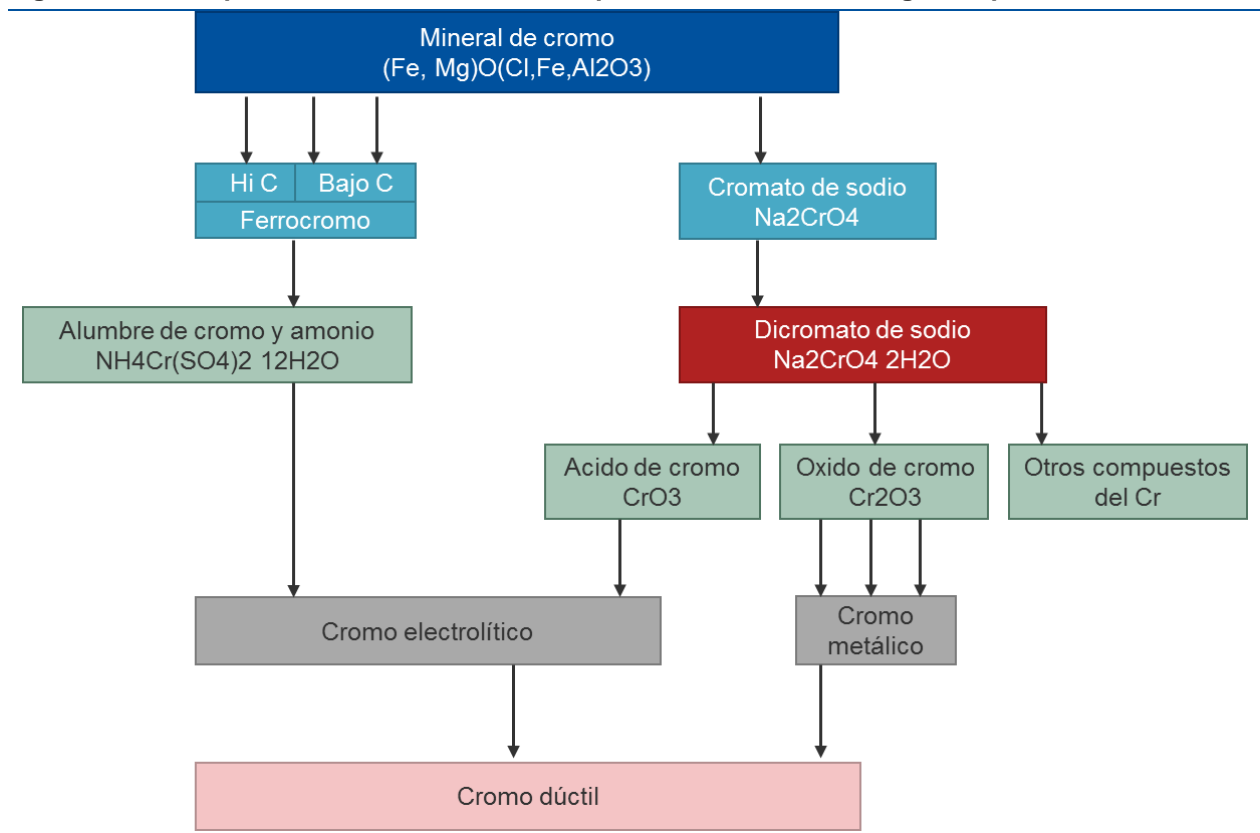 Mineral de cromo
(Fe, Mg)O(Cl,Fe,Al2O3)
Hi C
Bajo C
Ferrocromo
Cromato de sodio
Na2CrO4
Alumbre de cromo y amonio
NH4Cr(SO4)2 12H2O
Dicromato de sodio
Na2CrO4 2H2O
Acido de cromo
CrO3
Oxido de cromo
Cr2O3
Otros compuestos
del Cr
Cromo electrolítico
Cromo
metálico
Cromo dúctil